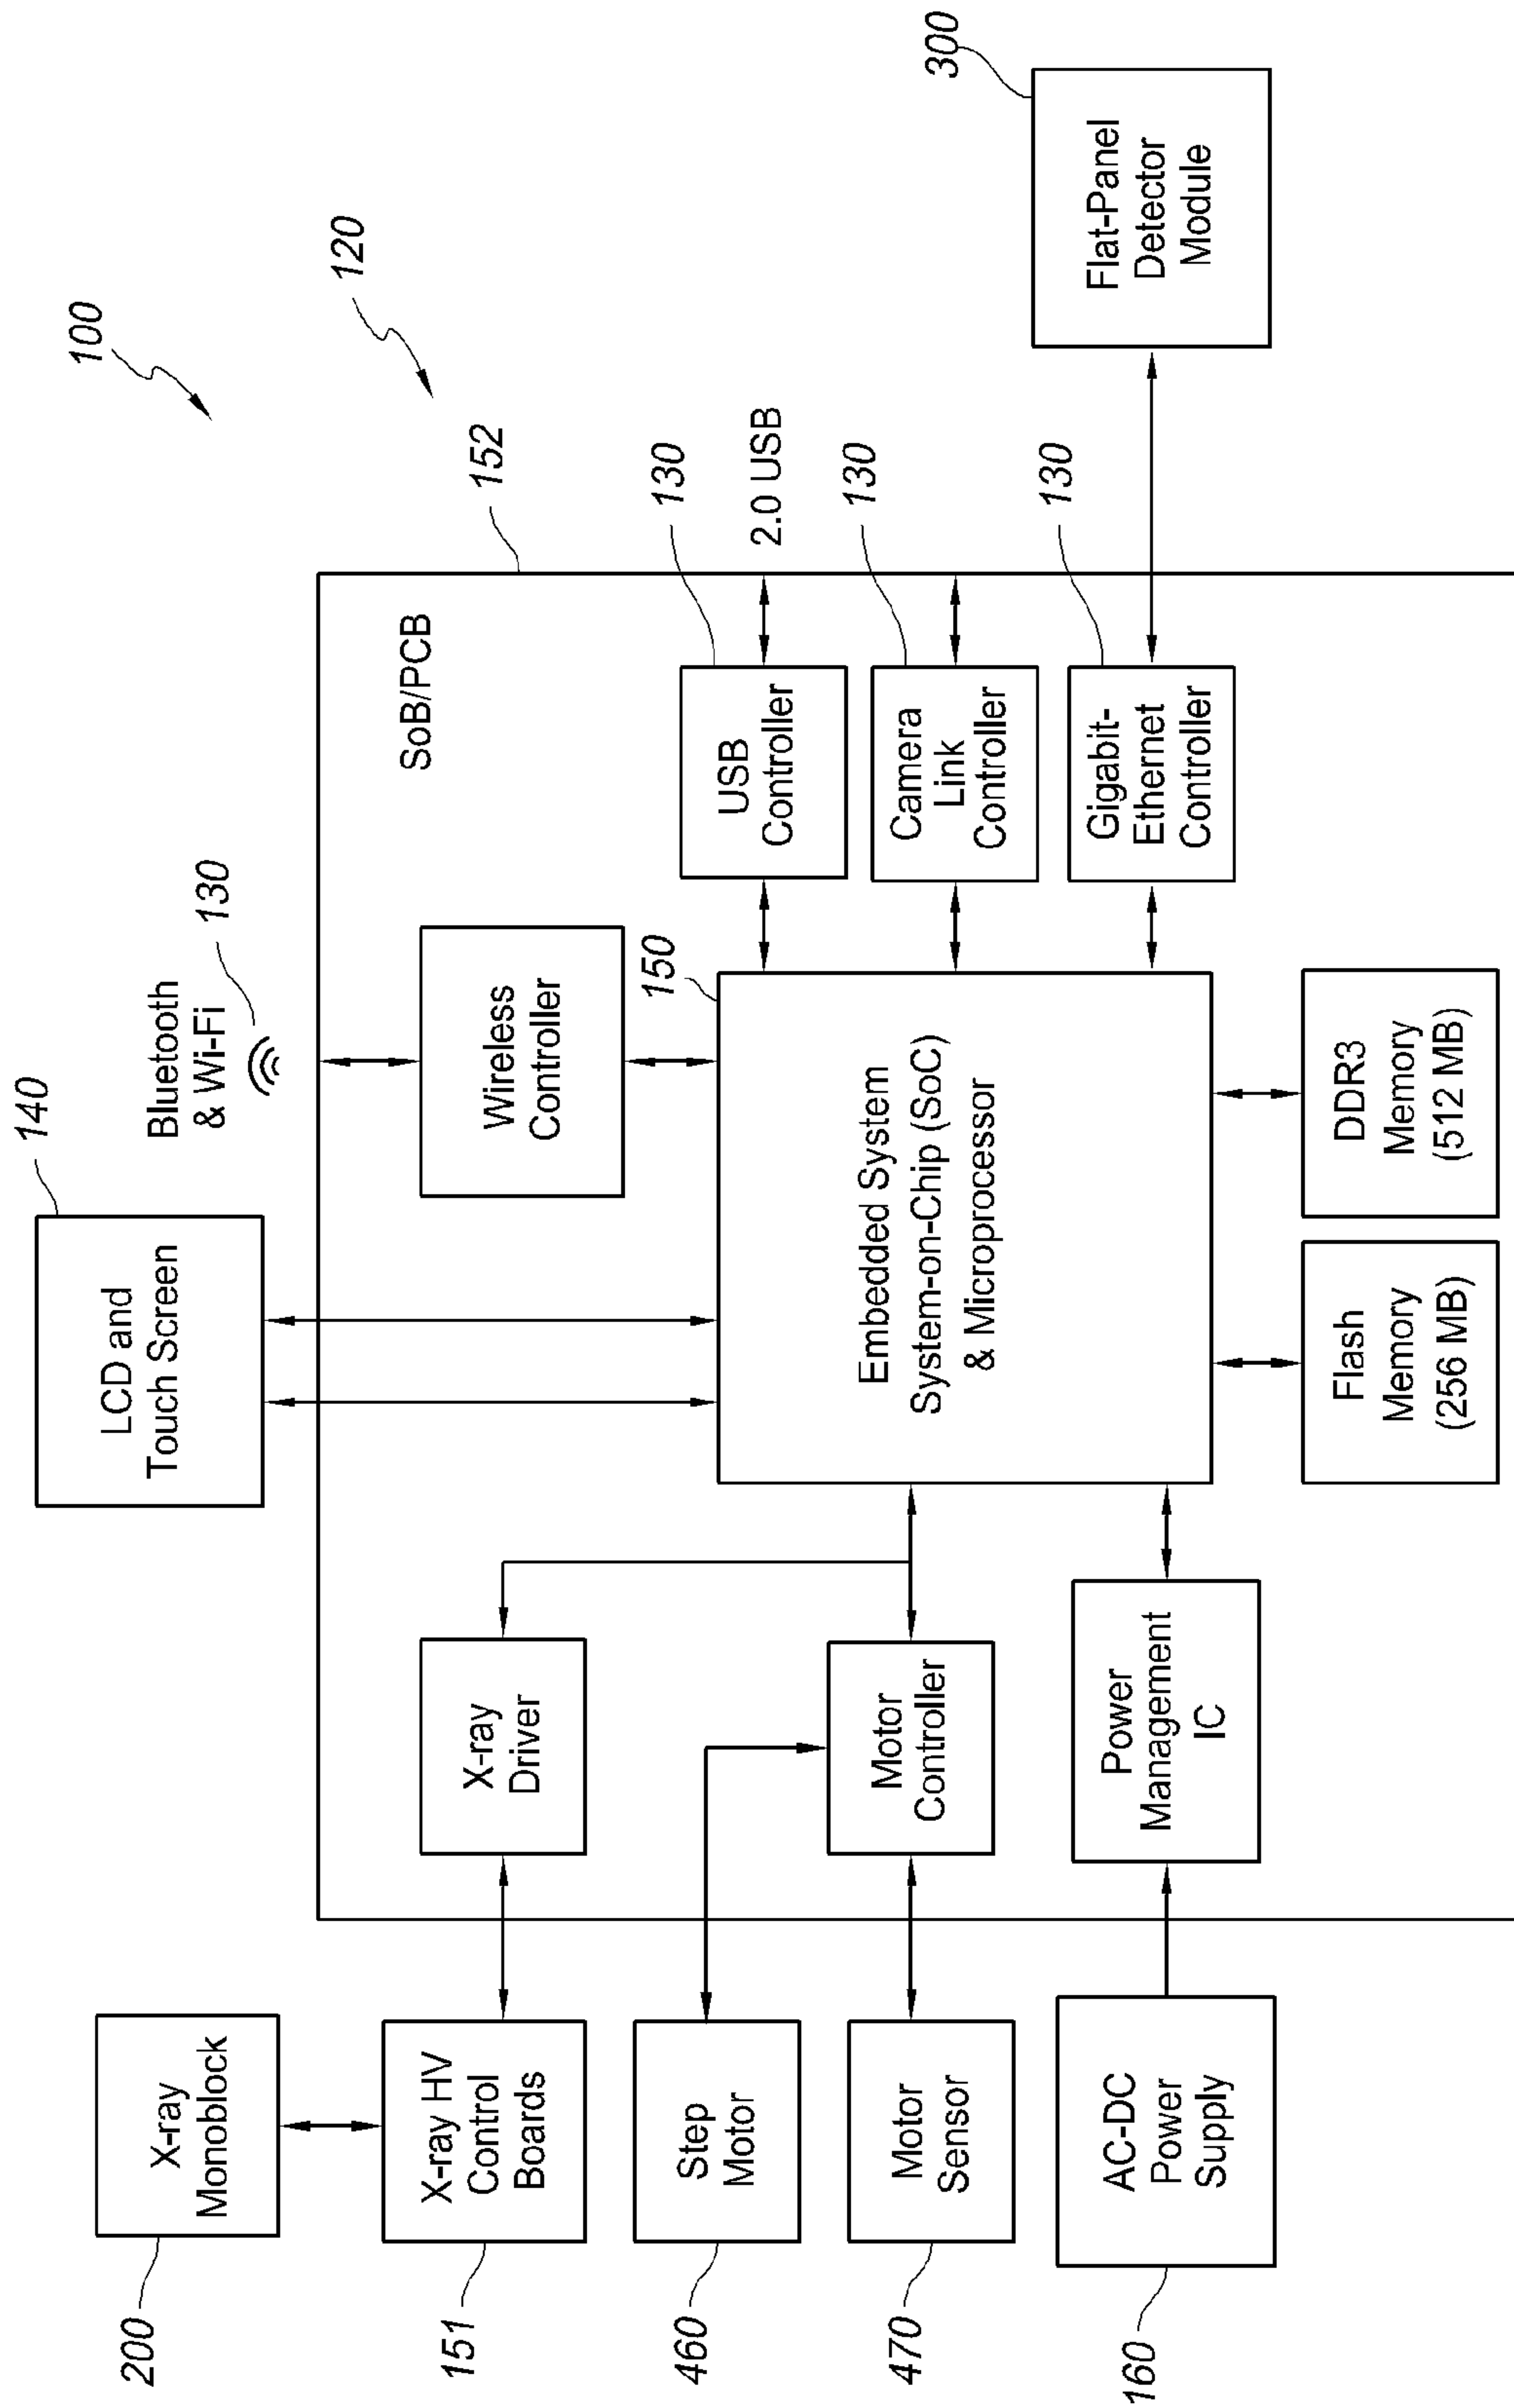 100
120
140
LCD and
Touch Screen
Bluetooth
& Wi-Fi
130
152
SoB/PCB
200
X-ray
Monoblock
151
X-ray HV
Control
Boards
X-ray
Driver
Wireless
Controller
460
Step
Motor
470
Motor
Sensor
Motor
Controller
150
Embedded System
System-on-Chip (SoC)
& Microprocessor
130
USB
Controller
2.0 USB
130
Camera
Link
Controller
130
Gigabit-
Ethernet
Controller
300
Flat-Panel
Detector
Module
160
AC-DC
Power
Supply
Power
Management
IC
Flash
Memory
(256 MB)
DDR3
Memory
(512 MB)